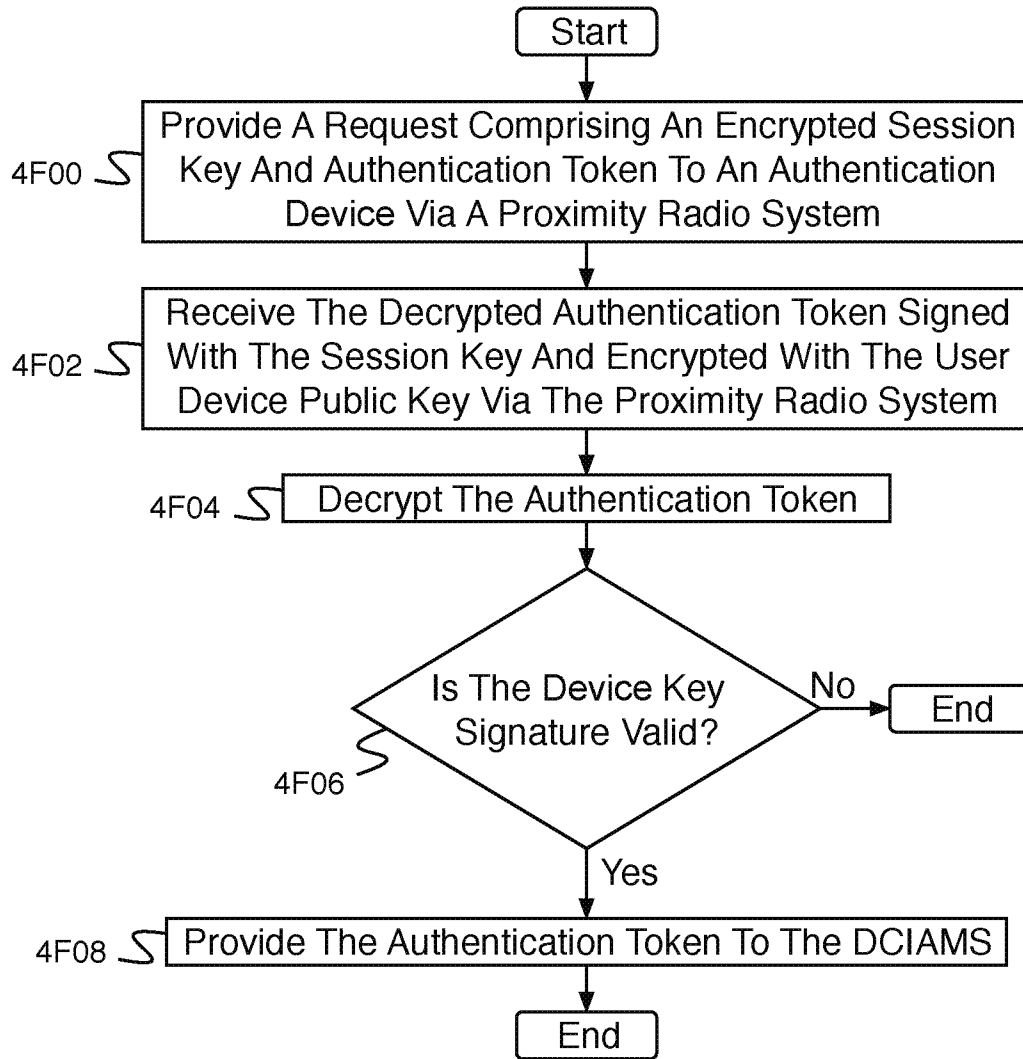 Start
Provide A Request Comprising An Encrypted Session
Key And Authentication Token To An Authentication
Device Via A Proximity Radio System
4F00
Receive The Decrypted Authentication Token Signed
With The Session Key And Encrypted With The User
Device Public Key Via The Proximity Radio System
4F02
Decrypt The Authentication Token
4F04
Is The Device Key
Signature Valid?
No
End
4F06
Yes
Provide The Authentication Token To The DCIAMS
4F08
End